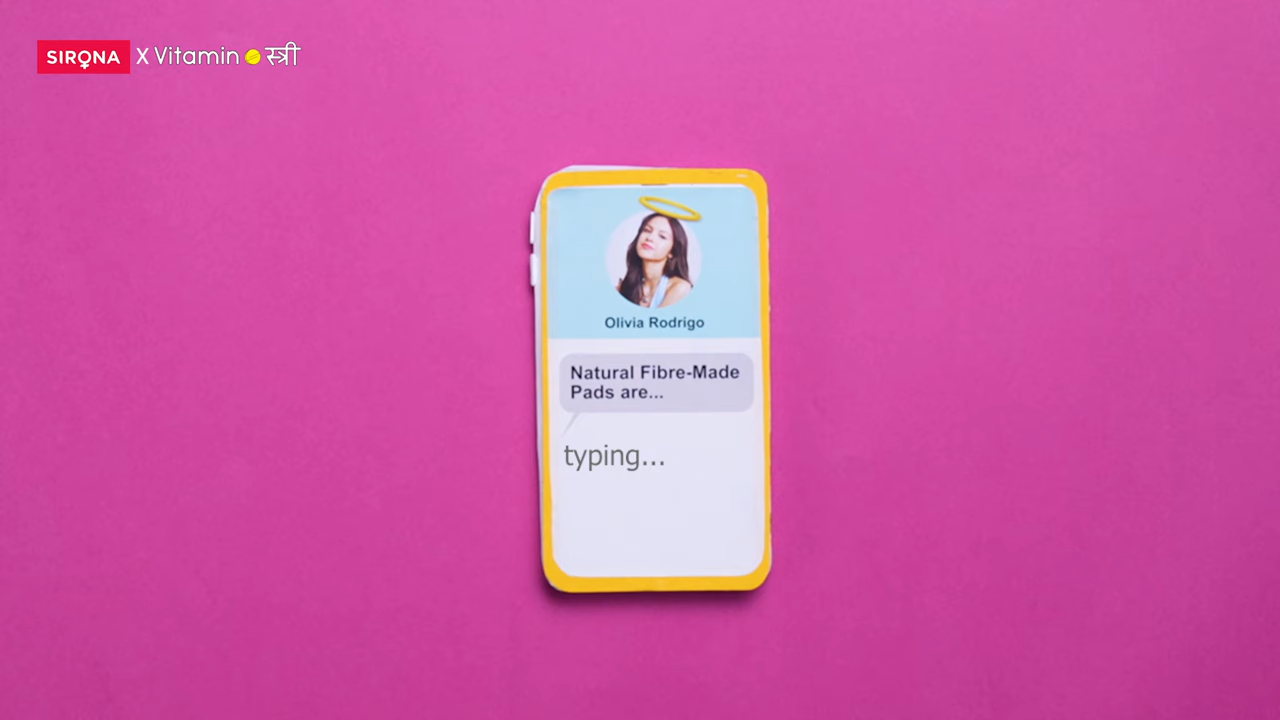 SIRONA X Vitamin स्त्री
Olivia Rodrigo
Natural Fibre-Made
Pads are...
typing...